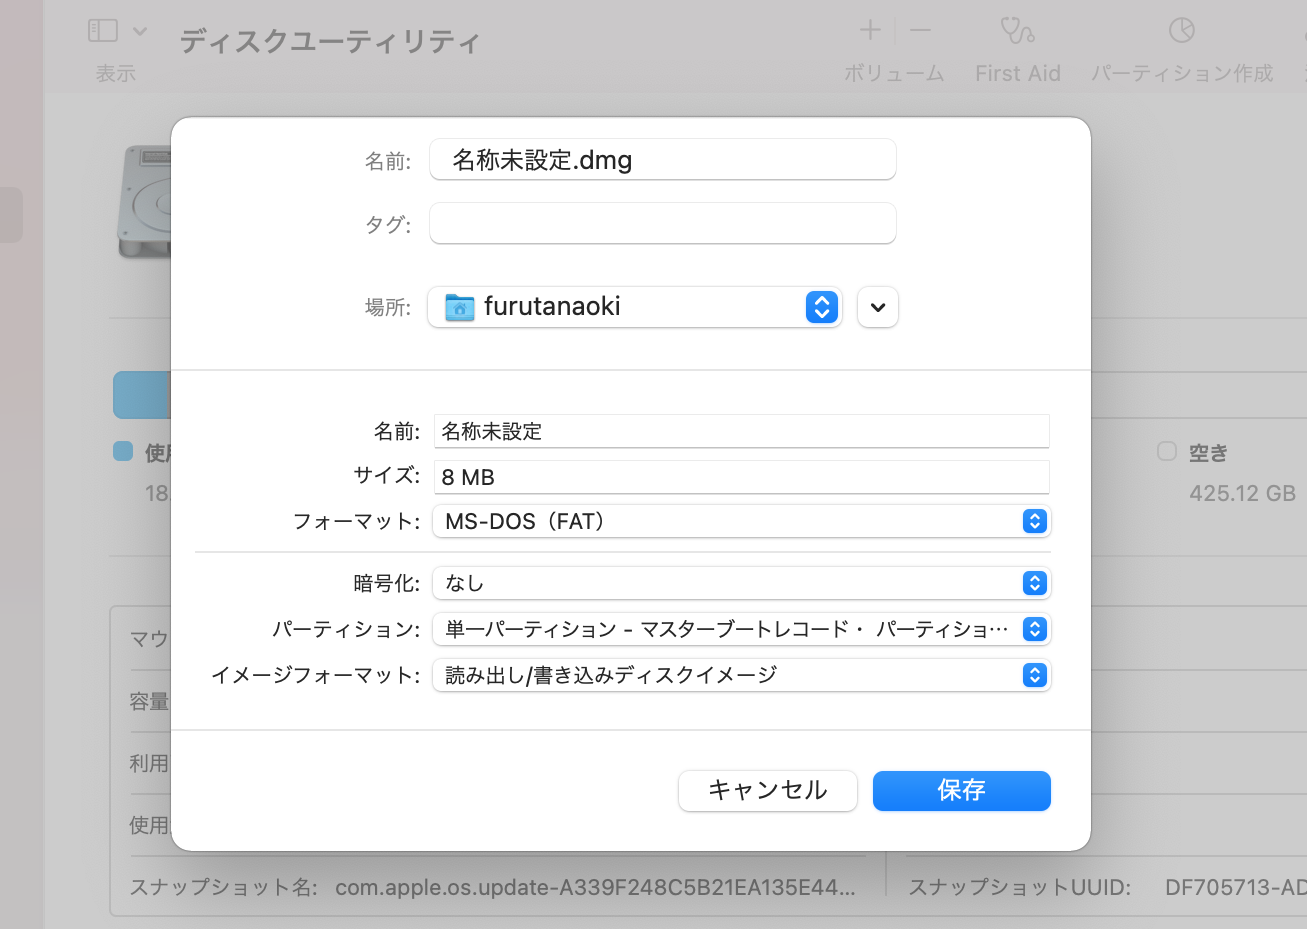 ディスクユーティリティ
表示
ボリューム
First Aid
パーティション作成
名前: 名称未設定.dmg
タグ:
場所: furutanaoki
名前: 名称未設定
サイズ: 8 MB
フォーマット: MS-DOS（FAT）
暗号化: なし
パーティション: 単一パーティション - マスターブートレコード・ パーティショ…
イメージフォーマット: 読み出し/書き込みディスクイメージ
キャンセル
保存
使用
18.
空き
425.12 GB
マウ
容量
利用
使用
スナップショット名: com.apple.os.update-A339F248C5B21EA135E44...
スナップショットUUID: DF705713-AD